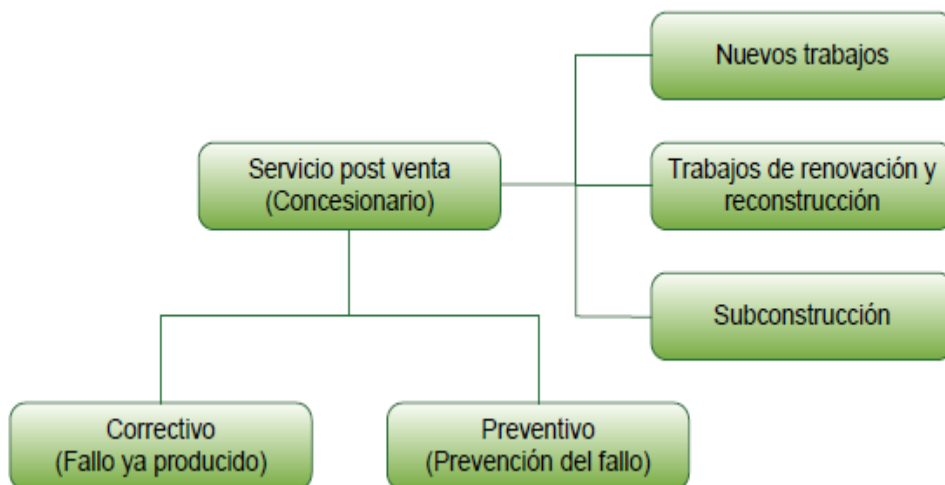 Nuevos trabajos
Servicio post venta
(Concesionario)
Trabajos de renovación y
reconstrucción
Subconstrucción
Correctivo
(Fallo ya producido)
Preventivo
(Prevención del fallo)